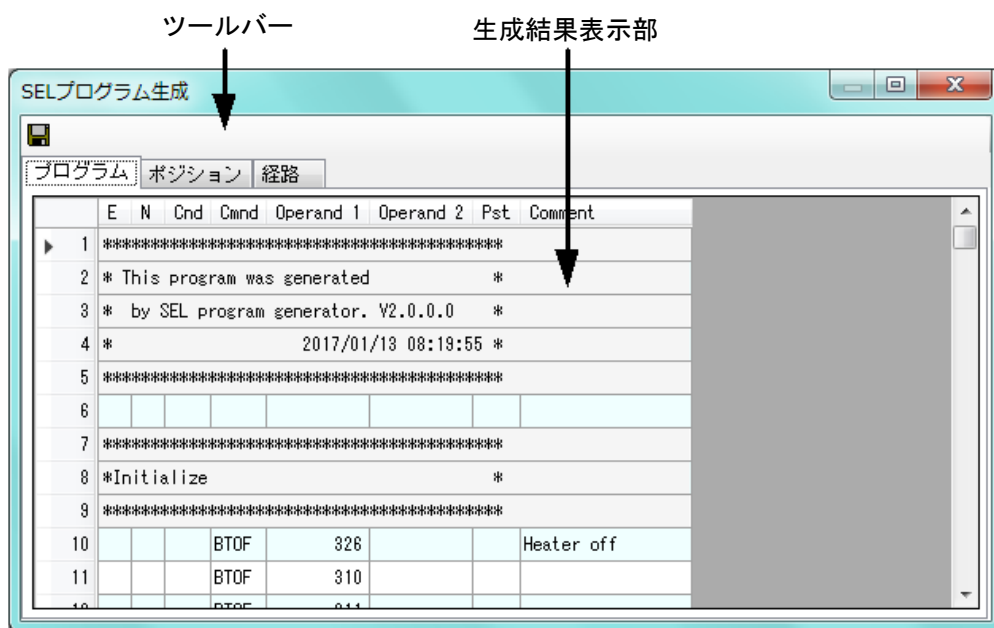 ツールバー
生成結果表示部
SELプログラム生成
プログラム ポジション 経路
E N Cnd Cmnd Operand 1 Operand 2 Pst Comment
1 ******************************************
2 * This program was generated *
3 * by SEL program generator. V2.0.0.0 *
4 * 2017/01/13 08:19:55 *
5 ******************************************
6
7 ******************************************
8 *Initialize *
9 ******************************************
10 BTOF 326 Heater off
11 BTOF 310
12 BTOF 311